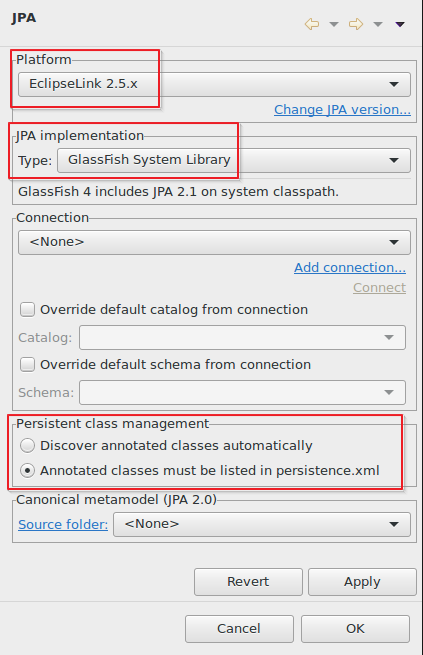 JPA
Platform
EclipseLink 2.5.x
Change JPA version...
JPA implementation
Type: GlassFish System Library
GlassFish 4 includes JPA 2.1 on system classpath.
Connection
<None>
Add connection...
Connect
Override default catalog from connection
Catalog:
Override default schema from connection
Schema:
Persistent class management
Discover annotated classes automatically
Annotated classes must be listed in persistence.xml
Canonical metamodel (JPA 2.0)
Source folder: <None>
Revert Apply
Cancel OK